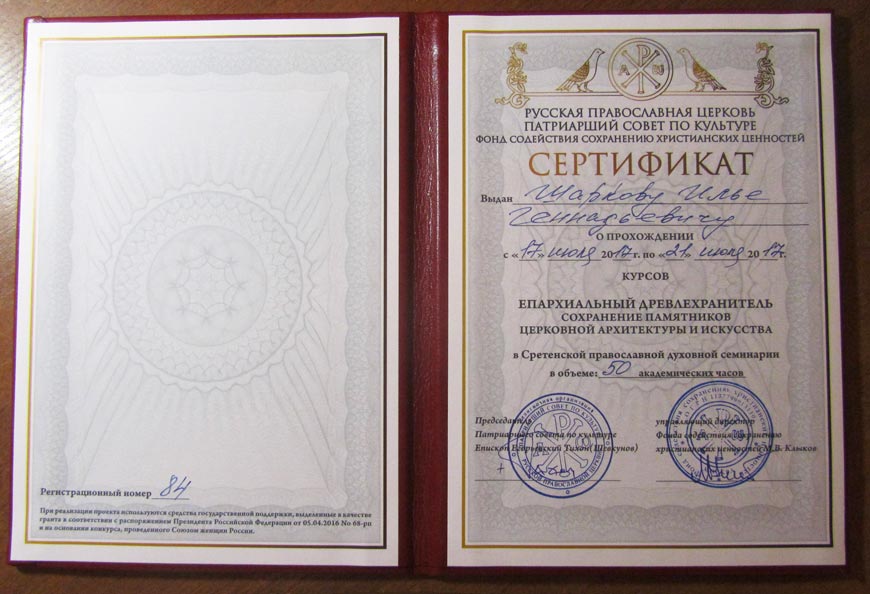 Регистрационный номер 84
При реализации проекта используются средства государственной поддержки, выделенные в качестве
гранта в соответствии с распоряжением Президента Российской Федерации от 05.04.2016 No 68-рп
и на основании конкурса, проведенного Союзом женщин России.
РУССКАЯ ПРАВОСЛАВНАЯ ЦЕРКОВЬ
ПАТРИАРШИЙ СОВЕТ ПО КУЛЬТУРЕ
ФОНД СОДЕЙСТВИЯ СОХРАНЕНИЮ ХРИСТИАНСКИХ ЦЕННОСТЕЙ
СЕРТИФИКАТ
Выдан Шаркову Илье
Геннадьевичу
О ПРОХОЖДЕНИИ
с «17» июля 2017 г. по «21» июля 2017 г.
КУРСОВ
ЕПАРХИАЛЬНЫЙ ДРЕВЛЕХРАНИТЕЛЬ
СОХРАНЕНИЕ ПАМЯТНИКОВ
ЦЕРКОВНОЙ АРХИТЕКТУРЫ И ИСКУССТВА
в Сретенской православной духовной семинарии
в объеме: 50 академических часов
Председатель
Патриаршего совета по культуре
Епископ Егорьевский Тихон (Шевкунов)
управляющий директор
Фонда содействия сохранению
христианских ценностей М.В. Клыков